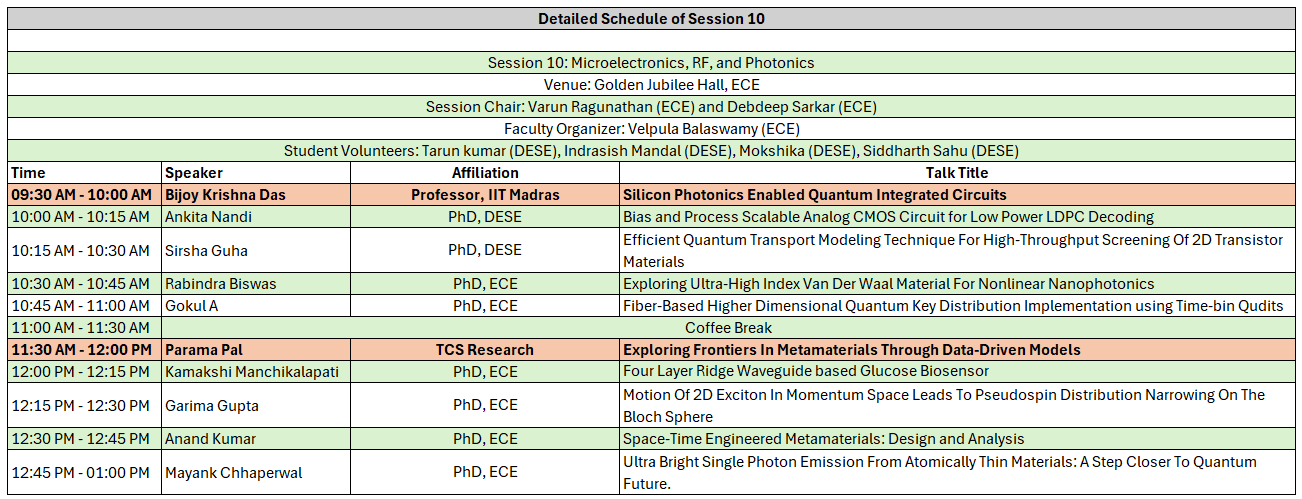 Detailed Schedule of Session 10
Session 10: Microelectronics, RF, and Photonics
Venue: Golden Jubilee Hall, ECE
Session Chair: Varun Ragunathan (ECE) and Debdeep Sarkar (ECE)
Faculty Organizer: Velpula Balaswamy (ECE)
Student Volunteers: Tarun kumar (DESE), Indrasish Mandal (DESE), Mokshika (DESE), Siddharth Sahu (DESE)
Time Speaker Affiliation Talk Title
09:30 AM - 10:00 AM Bijoy Krishna Das Professor, IIT Madras Silicon Photonics Enabled Quantum Integrated Circuits
10:00 AM - 10:15 AM Ankita Nandi PhD, DESE Bias and Process Scalable Analog CMOS Circuit for Low Power LDPC Decoding
10:15 AM - 10:30 AM Sirsha Guha PhD, DESE Efficient Quantum Transport Modeling Technique For High-Throughput Screening Of 2D Transistor
Materials
10:30 AM - 10:45 AM Rabindra Biswas PhD, ECE Exploring Ultra-High Index Van Der Waal Material For Nonlinear Nanophotonics
10:45 AM - 11:00 AM Gokul A PhD, ECE Fiber-Based Higher Dimensional Quantum Key Distribution Implementation using Time-bin Qudits
11:00 AM - 11:30 AM Coffee Break
11:30 AM - 12:00 PM Parama Pal TCS Research Exploring Frontiers In Metamaterials Through Data-Driven Models
12:00 PM - 12:15 PM Kamakshi Manchikalapati PhD, ECE Four Layer Ridge Waveguide based Glucose Biosensor
12:15 PM - 12:30 PM Garima Gupta PhD, ECE Motion Of 2D Exciton In Momentum Space Leads To Pseudospin Distribution Narrowing On The
Bloch Sphere
12:30 PM - 12:45 PM Anand Kumar PhD, ECE Space-Time Engineered Metamaterials: Design and Analysis
12:45 PM - 01:00 PM Mayank Chhaperwal PhD, ECE Ultra Bright Single Photon Emission From Atomically Thin Materials: A Step Closer To Quantum
Future.